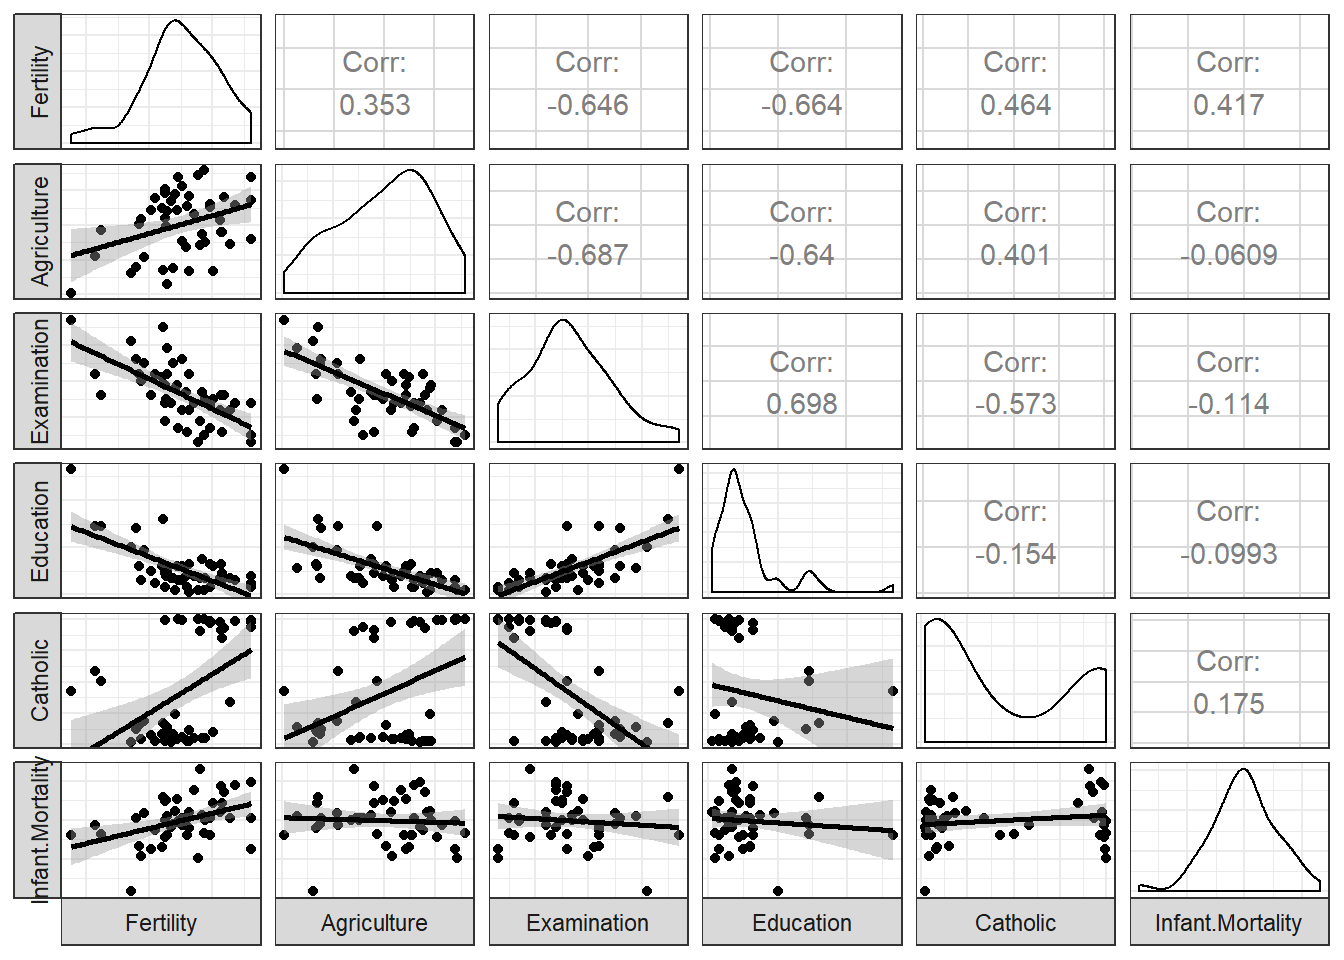 Fertility
Corr:
0.353
Corr:
-0.646
Corr:
-0.664
Corr:
0.464
Corr:
0.417
Agriculture
Corr:
-0.687
Corr:
-0.64
Corr:
0.401
Corr:
-0.0609
Examination
Corr:
0.698
Corr:
-0.573
Corr:
-0.114
Education
Corr:
-0.154
Corr:
-0.0993
Catholic
Corr:
0.175
Infant.Mortality
Fertility
Agriculture
Examination
Education
Catholic
Infant.Mortality